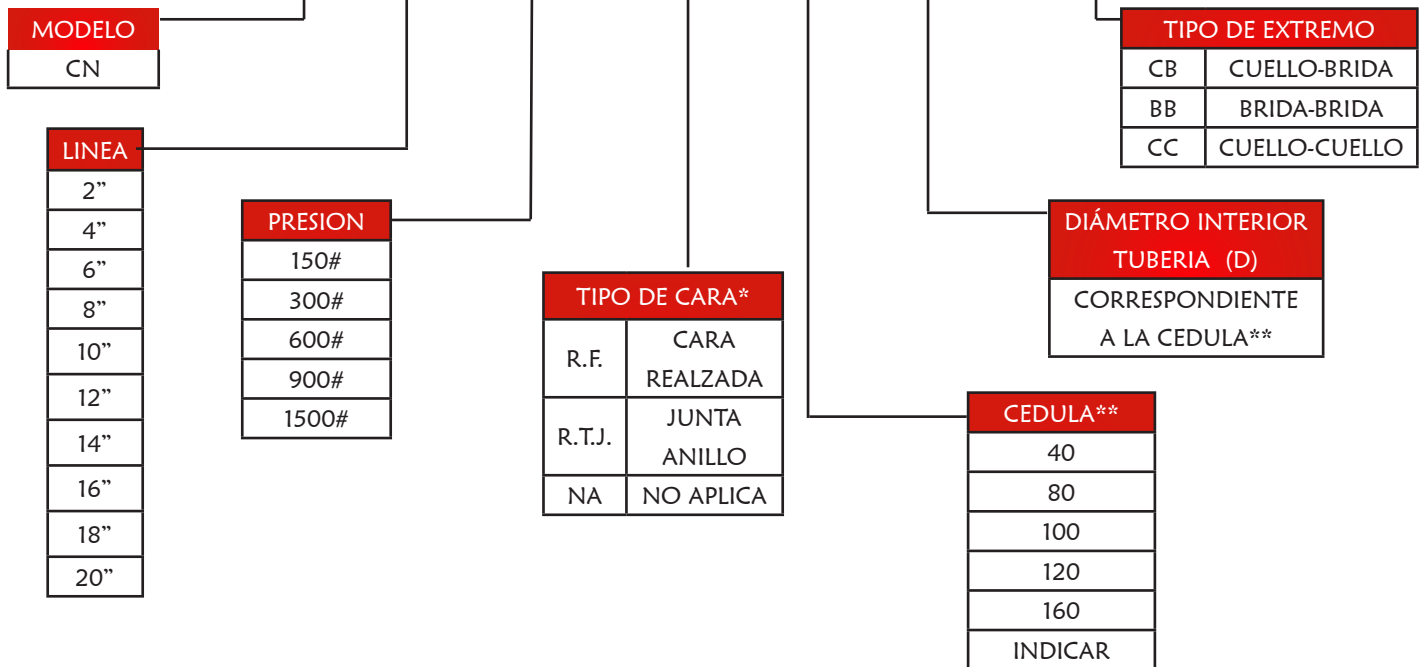 MODELO
CN
LINEA
2”
4”
6”
8”
10”
12”
14”
16”
18”
20”
PRESION
150#
300#
600#
900#
1500#
TIPO DE CARA*
R.F.
CARA
REALZADA
R.T.J.
JUNTA
ANILLO
NA NO APLICA
CEDULA**
40
80
100
120
160
INDICAR
DIÁMETRO INTERIOR
TUBERIA (D)
CORRESPONDIENTE
A LA CEDULA**
TIPO DE EXTREMO
CB CUELLO-BRIDA
BB BRIDA-BRIDA
CC CUELLO-CUELLO